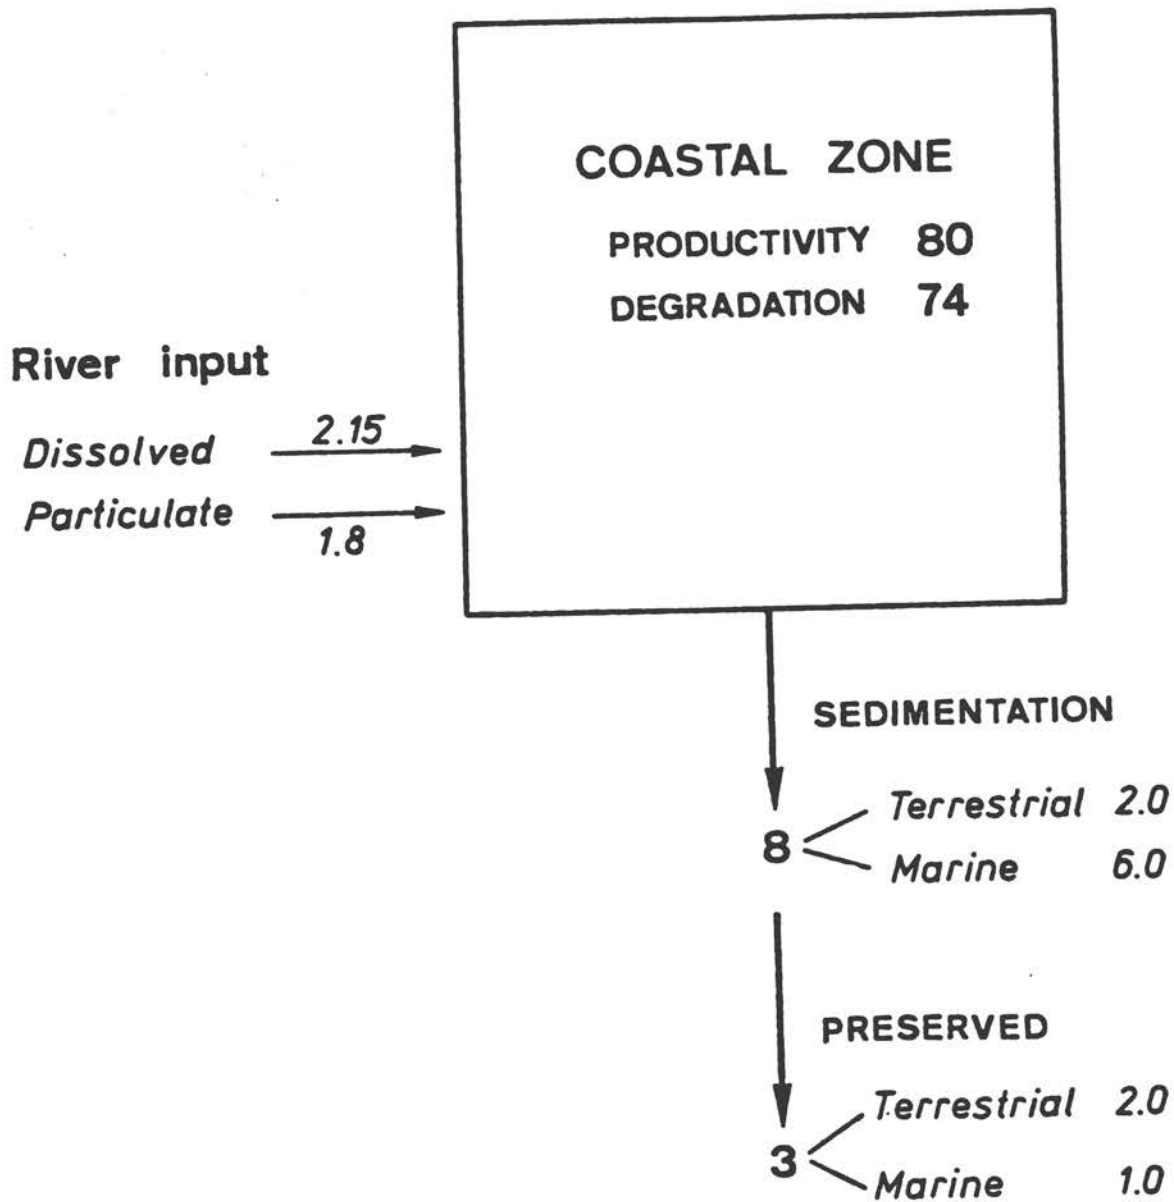 COASTAL ZONE
PRODUCTIVITY 80
DEGRADATION 74
River input
Dissolved 2.15
Particulate 1.8
SEDIMENTATION
8
Terrestrial 2.0
Marine 6.0
PRESERVED
3
Terrestrial 2.0
Marine 1.0